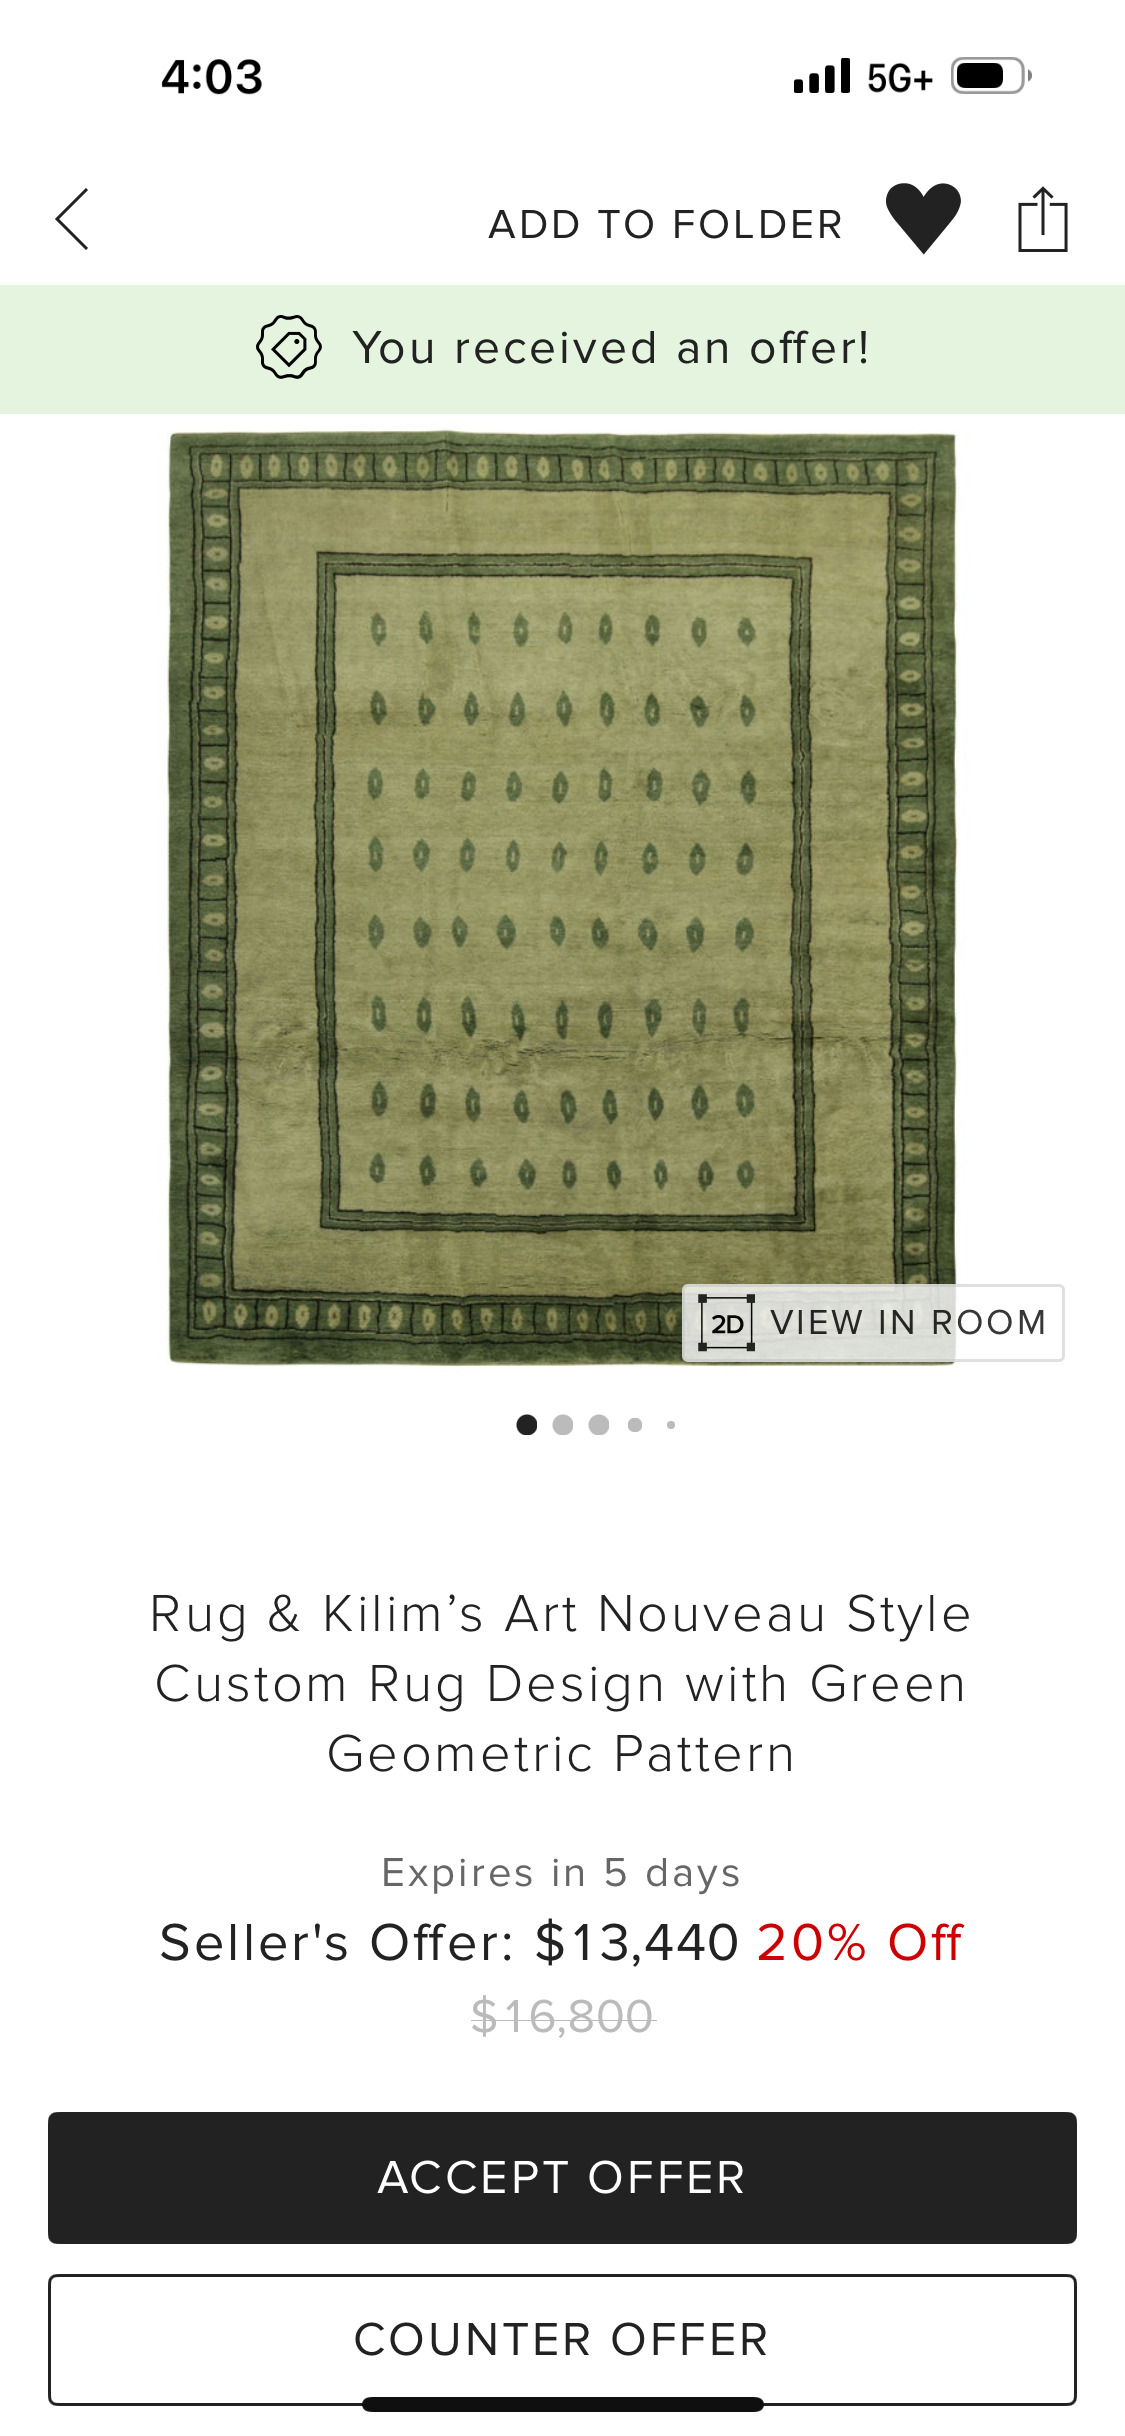 4:03
5G+
ADD TO FOLDER
You received an offer!
2D VIEW IN ROOM
Rug & Kilim’s Art Nouveau Style
Custom Rug Design with Green
Geometric Pattern
Expires in 5 days
Seller's Offer: $13,440 20% Off
$16,800
ACCEPT OFFER
COUNTER OFFER